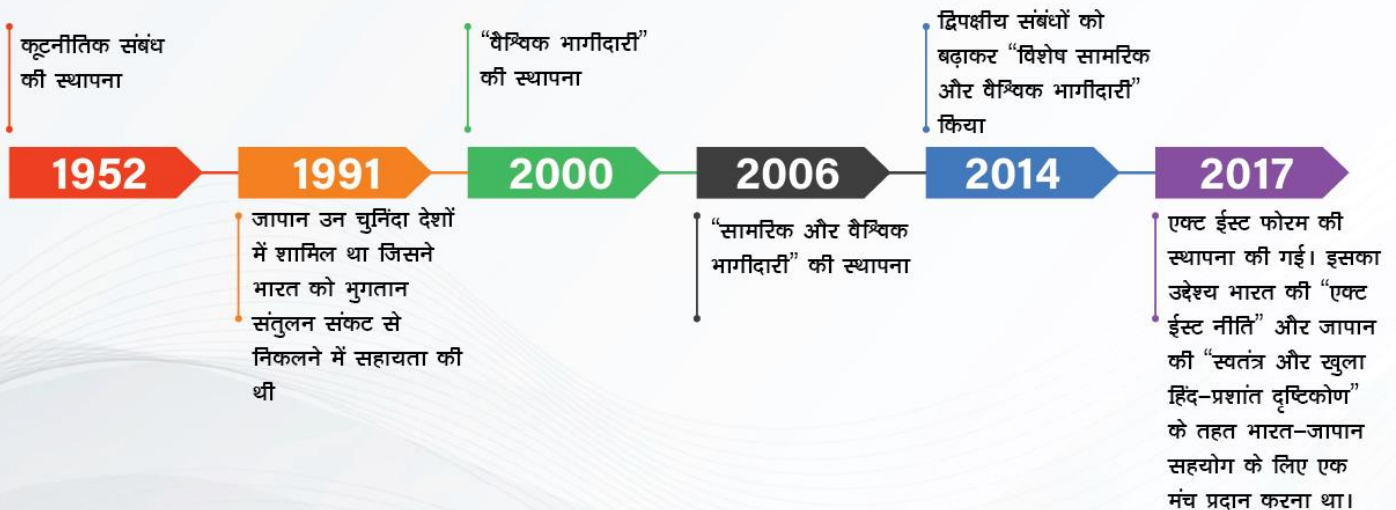 कूटनीतिक संबंध
की स्थापना
1952
1991
जापान उन चुनिंदा देशों
में शामिल था जिसने
भारत को भुगतान
संतुलन संकट से
निकलने में सहायता की
थी
“वैश्विक भागीदारी”
की स्थापना
2000
2006
“सामरिक और वैश्विक
भागीदारी” की स्थापना
द्विपक्षीय संबंधों को
बढ़ाकर “विशेष सामरिक
और वैश्विक भागीदारी”
किया
2014
2017
एक्ट ईस्ट फोरम की
स्थापना की गई। इसका
उद्देश्य भारत की “एक्ट
ईस्ट नीति” और जापान
की “स्वतंत्र और खुला
हिंद-प्रशांत दृष्टिकोण”
के तहत भारत-जापान
सहयोग के लिए एक
मंच प्रदान करना था।